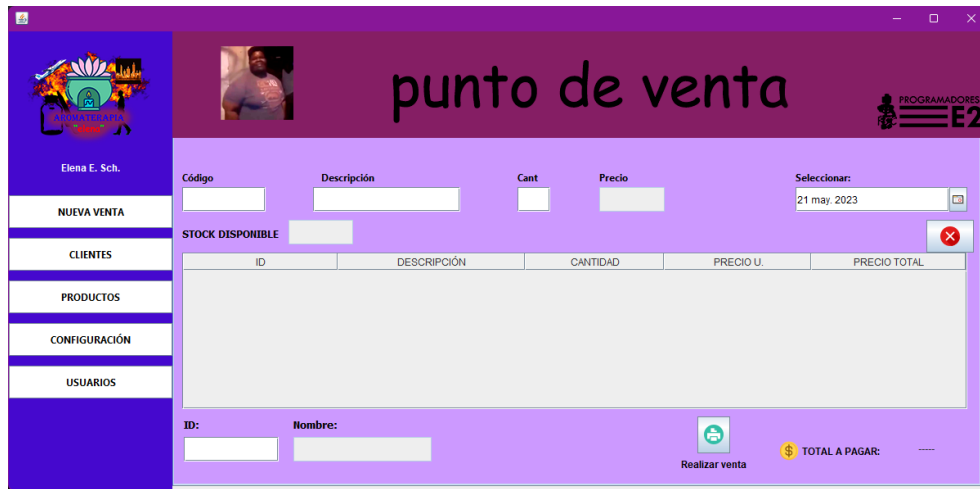 punto de venta
PROGRAMADORES
E2
AROMATERAPIA
Elena E. Sch.
NUEVA VENTA
CLIENTES
PRODUCTOS
CONFIGURACIÓN
USUARIOS
Código Descripción Cant Precio Seleccionar:
21 may. 2023
STOCK DISPONIBLE
ID DESCRIPCIÓN CANTIDAD PRECIO U. PRECIO TOTAL
ID: Nombre:
Realizar venta
$ TOTAL A PAGAR: -----